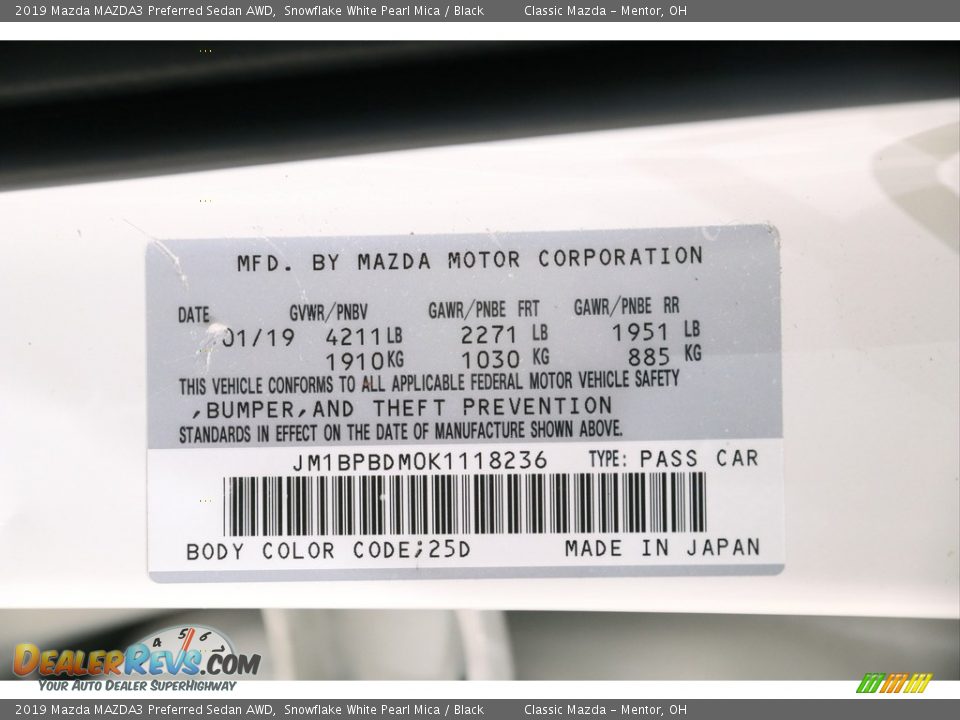 2019 Mazda MAZDA3 Preferred Sedan AWD, Snowflake White Pearl Mica / Black Classic Mazda - Mentor, OH
MFD. BY MAZDA MOTOR CORPORATION
DATE GVWR/PNBV GAWR/PNBE FRT GAWR/PNBE RR
01/19 4211 LB 2271 LB 1951 LB
1910 KG 1030 KG 885 KG
THIS VEHICLE CONFORMS TO ALL APPLICABLE FEDERAL MOTOR VEHICLE SAFETY
,BUMPER,AND THEFT PREVENTION
STANDARDS IN EFFECT ON THE DATE OF MANUFACTURE SHOWN ABOVE.
JM1BPBDM0K1118236 TYPE: PASS CAR
BODY COLOR CODE;25D MADE IN JAPAN
4 5 6
DEALERREVS.COM
YOUR AUTO DEALER SUPERHIGHWAY
2019 Mazda MAZDA3 Preferred Sedan AWD, Snowflake White Pearl Mica / Black Classic Mazda - Mentor, OH